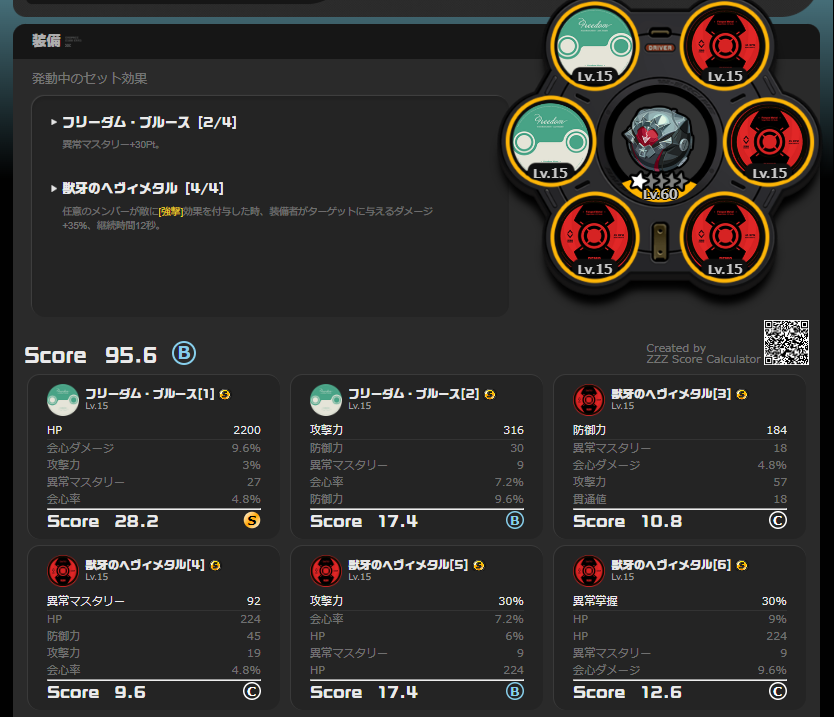 装備
Freedom
Lv.15
DRIVER
Lv.15
発動中のセット効果
フリーダム・ブルース [2/4]
異常マスタリー+30Pt。
Freedom
Lv.15
Lv.15
Lv.60
獣牙のヘヴィメタル [4/4]
任意のメンバーが敵に[強撃]効果を付与した時、装備者がターゲットに与えるダメージ
+35%、継続時間12秒。
Lv.15
Lv.15
Score 95.6 B
Created by
ZZZ Score Calculator
フリーダム・ブルース[1] S
Lv.15
HP 2200
会心ダメージ 9.6%
攻撃力 3%
異常マスタリー 27
会心率 4.8%
Score 28.2 S
フリーダム・ブルース[2] S
Lv.15
攻撃力 316
防御力 30
異常マスタリー 9
会心率 7.2%
防御力 9.6%
Score 17.4 B
獣牙のヘヴィメタル[3] S
Lv.15
防御力 184
異常マスタリー 18
会心ダメージ 4.8%
攻撃力 57
貫通値 18
Score 10.8 C
獣牙のヘヴィメタル[4] S
Lv.15
異常マスタリー 92
HP 224
防御力 45
攻撃力 19
会心率 4.8%
Score 9.6 C
獣牙のヘヴィメタル[5] S
Lv.15
攻撃力 30%
会心率 7.2%
HP 6%
異常マスタリー 9
HP 224
Score 17.4 B
獣牙のヘヴィメタル[6] S
Lv.15
異常掌握 30%
HP 9%
HP 224
異常マスタリー 9
会心ダメージ 9.6%
Score 12.6 C